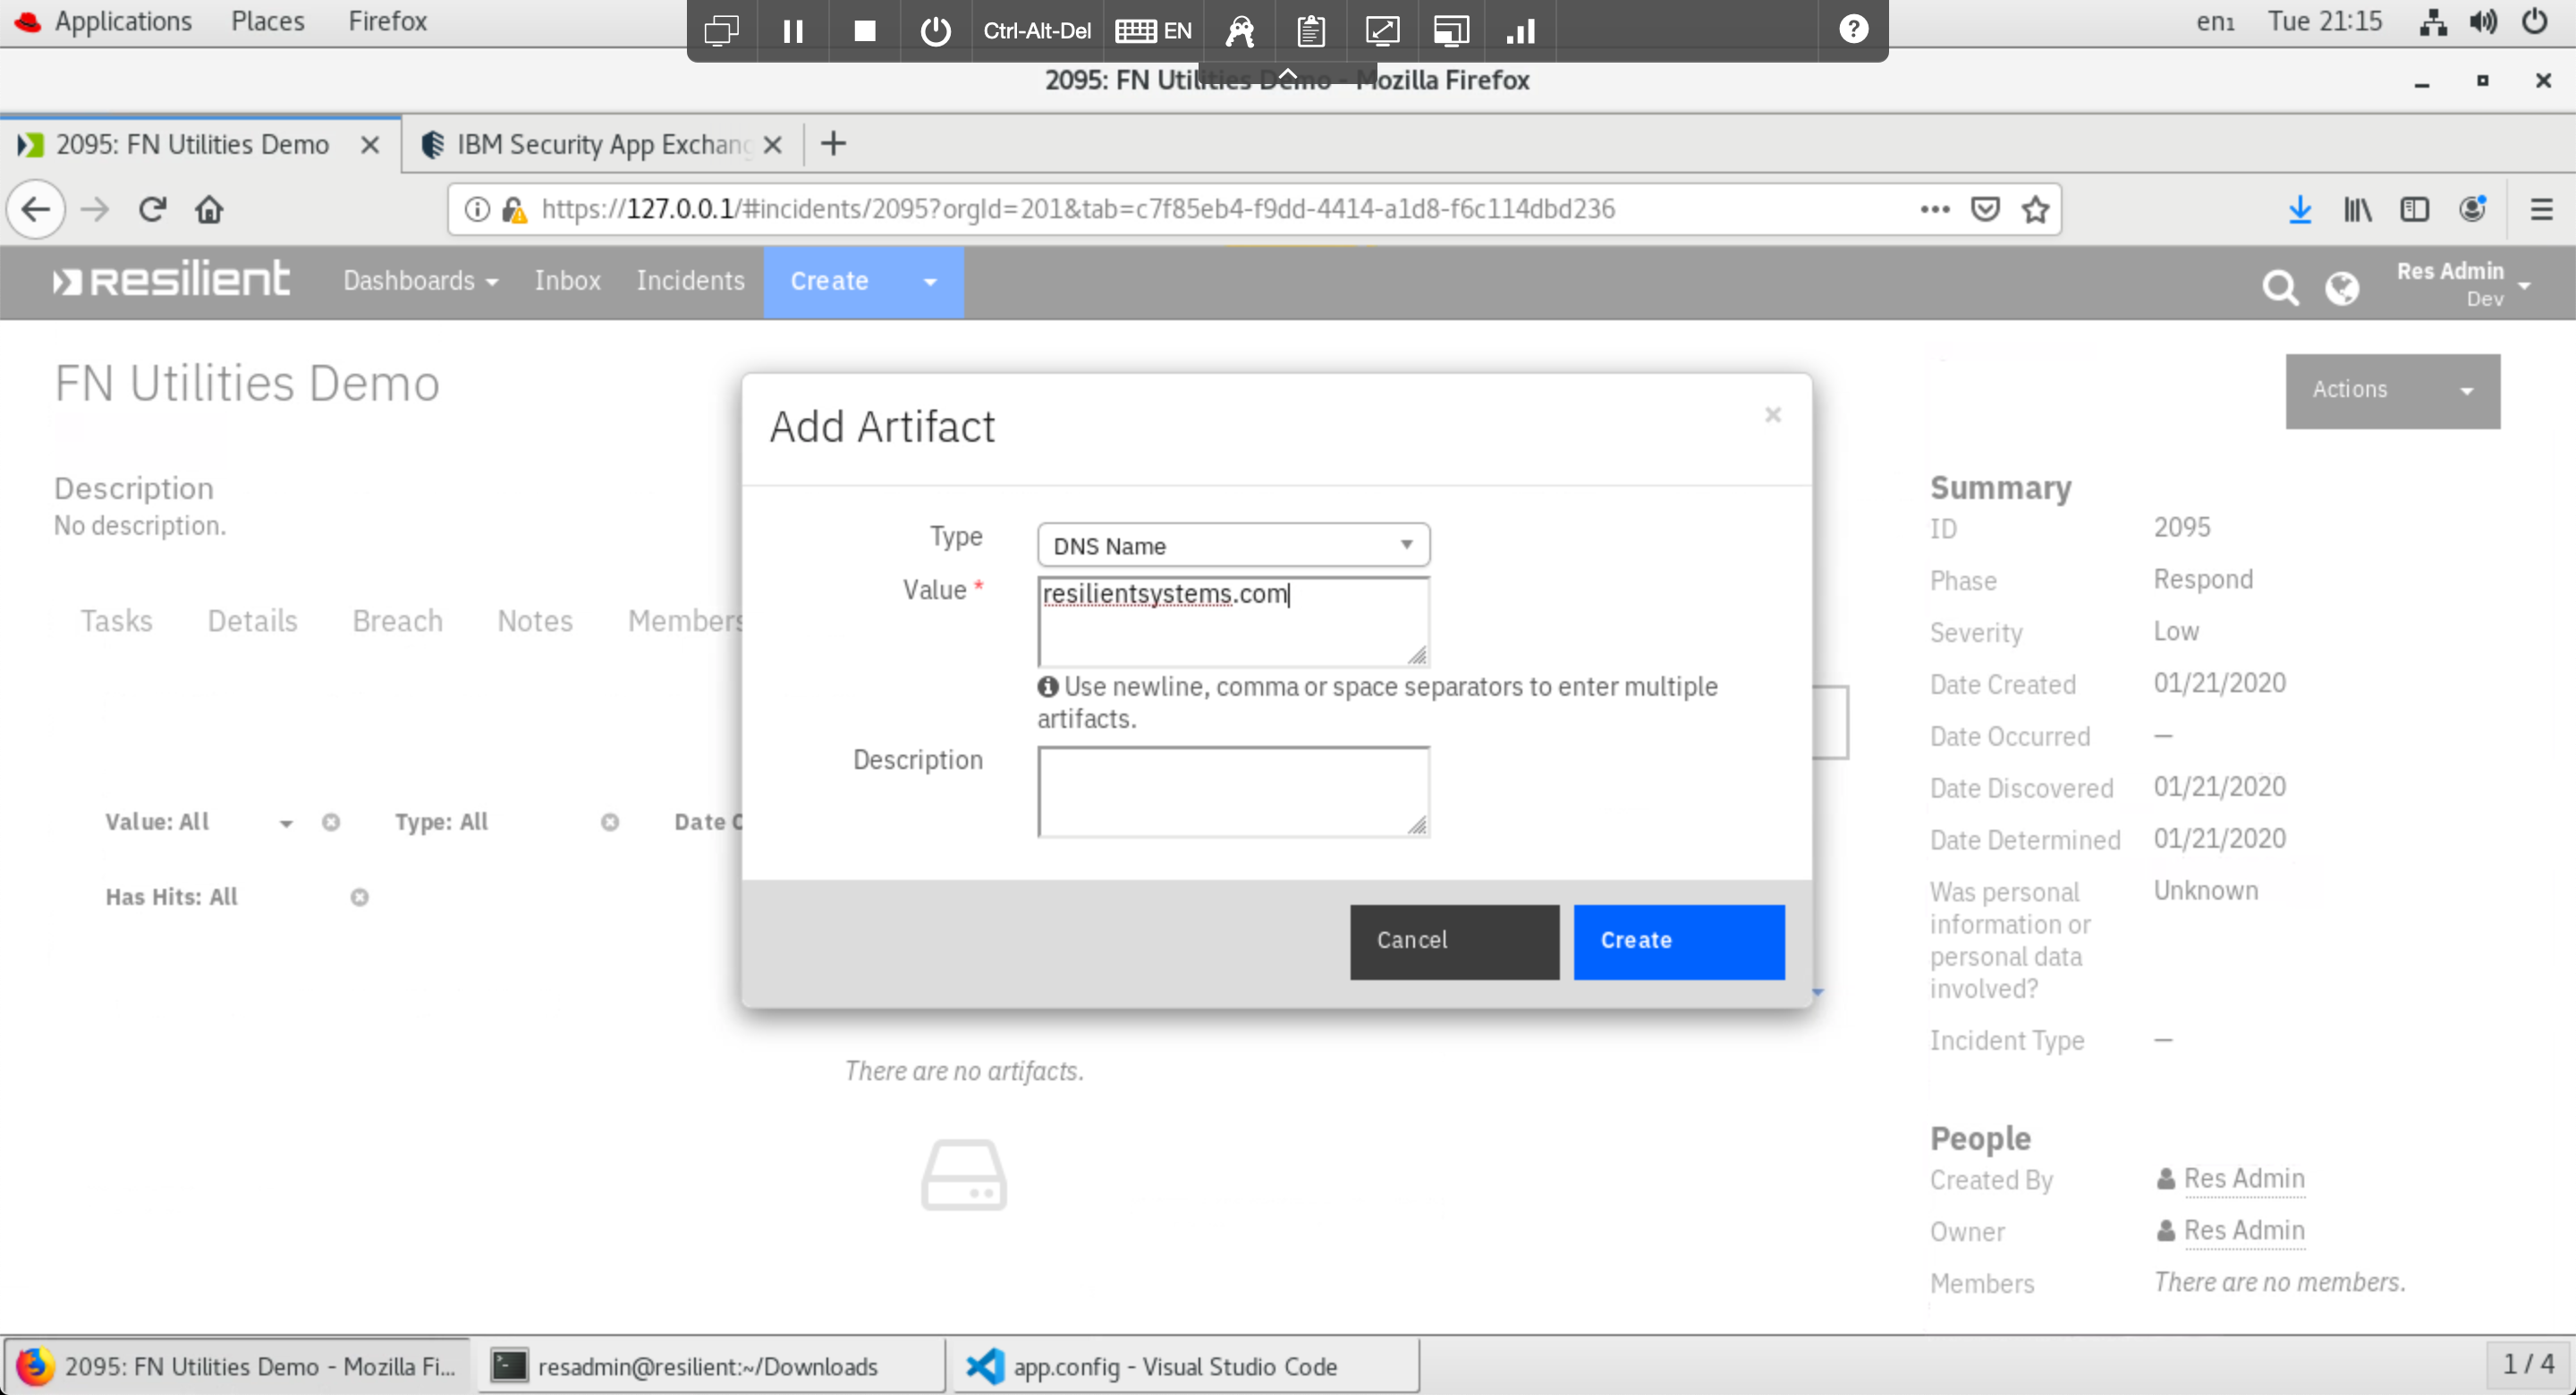 Applications Places Firefox
Ctrl-Alt-Del EN
en₁ Tue 21:15
2095: FN Utilities Demo - Mozilla Firefox
2095: FN Utilities Demo
IBM Security App Exchang
https://127.0.0.1/#incidents/2095?orgId=201&tab=c7f85eb4-f9dd-4414-a1d8-f6c114dbd236
resilient Dashboards Inbox Incidents Create
Res Admin
Dev
FN Utilities Demo
Actions
Description
No description.
Tasks Details Breach Notes Members
Value: All Type: All Date
Has Hits: All
Add Artifact
×
Type DNS Name
Value * resilientsystems.com
Use newline, comma or space separators to enter multiple
artifacts.
Description
Cancel Create
There are no artifacts.
Summary
ID 2095
Phase Respond
Severity Low
Date Created 01/21/2020
Date Occurred —
Date Discovered 01/21/2020
Date Determined 01/21/2020
Was personal Unknown
information or
personal data
involved?
Incident Type —
People
Created By Res Admin
Owner Res Admin
Members There are no members.
2095: FN Utilities Demo - Mozilla Fi...
resadmin@resilient:~/Downloads
app.config - Visual Studio Code
1 / 4